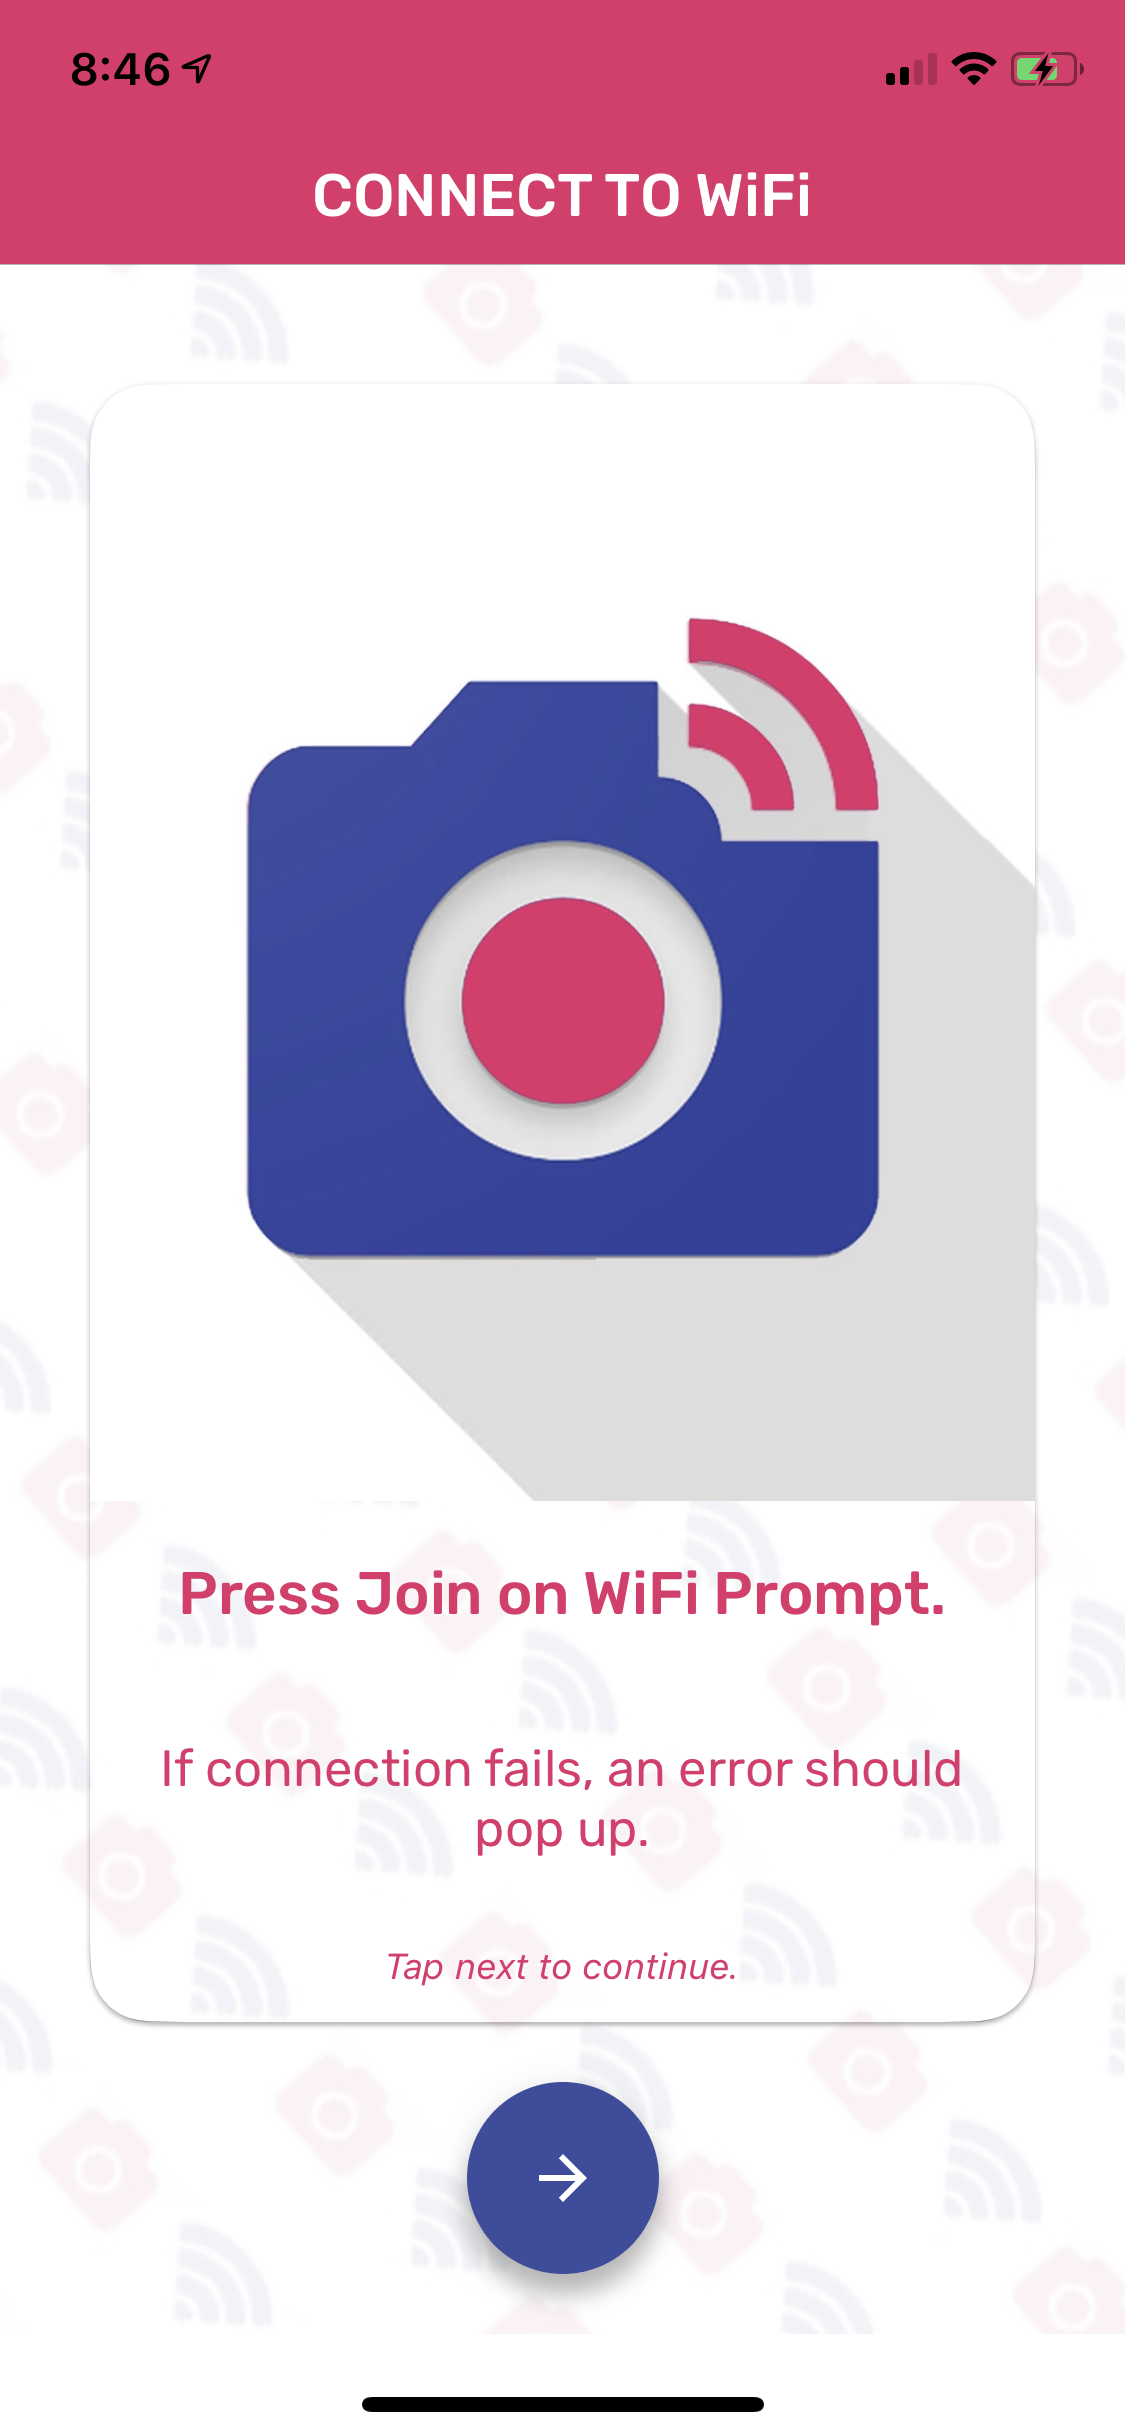 8:46
CONNECT TO WiFi
Press Join on WiFi Prompt.
If connection fails, an error should
pop up.
Tap next to continue.